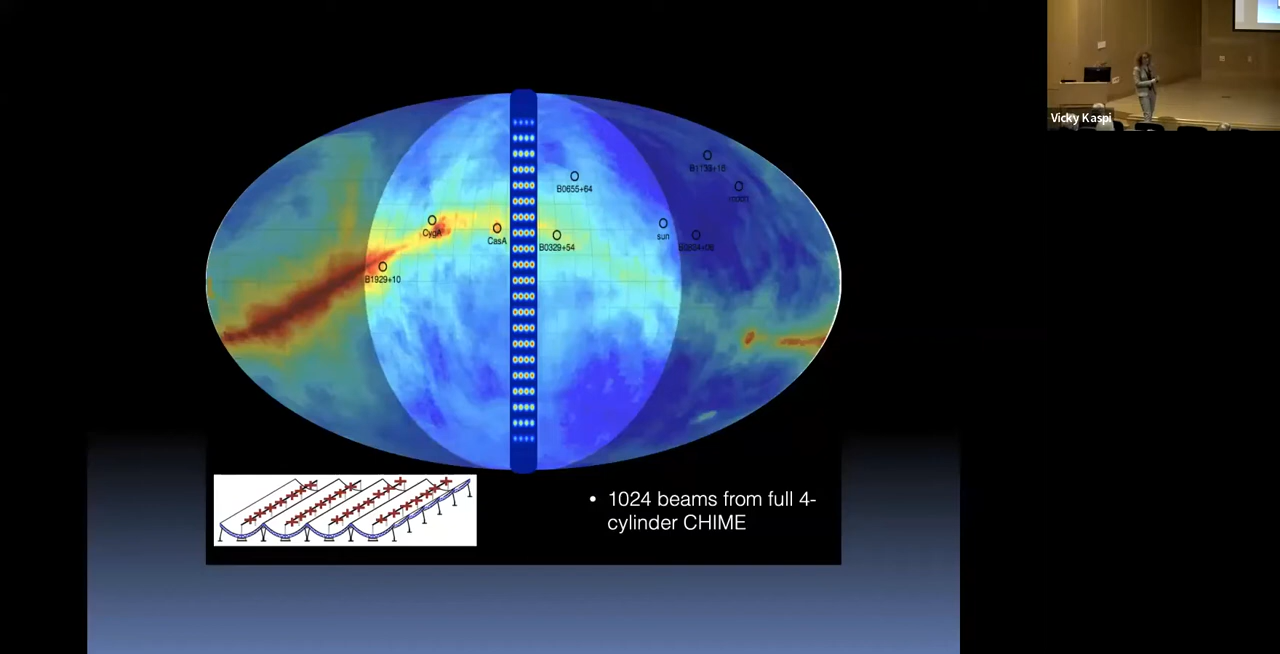 Vicky Kaspi
B1133+16
B0655+64
moon
CygA
CasA
B0329+54
sun
B1929+10
• 1024 beams from full 4-
cylinder CHIME